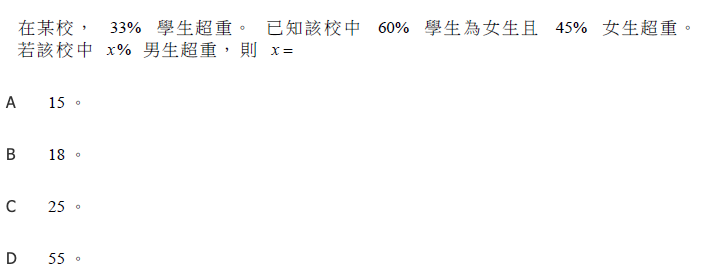 在某校， 33% 學生超重。 已知該校中 60% 學生為女生且 45% 女生超重。
若該校中 x% 男生超重，則 x =
A 15 。
B 18 。
C 25 。
D 55 。